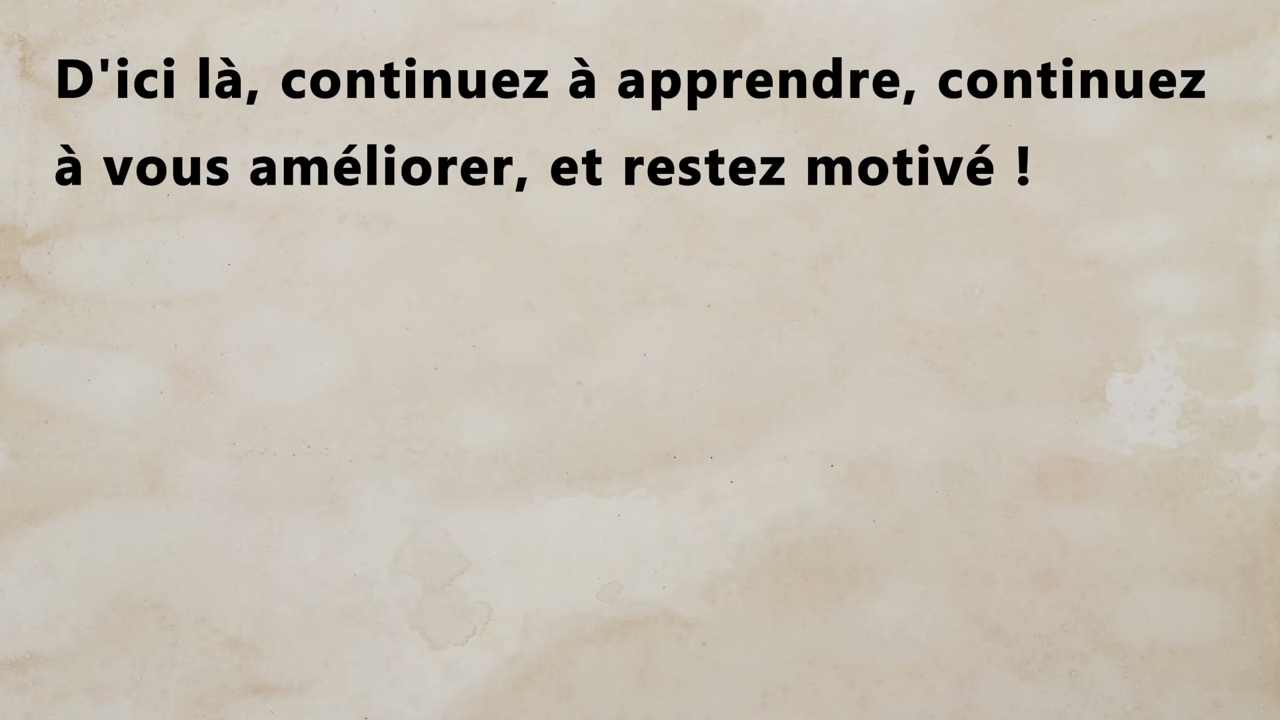 D'ici là, continuez à apprendre, continuez
à vous améliorer, et restez motivé !